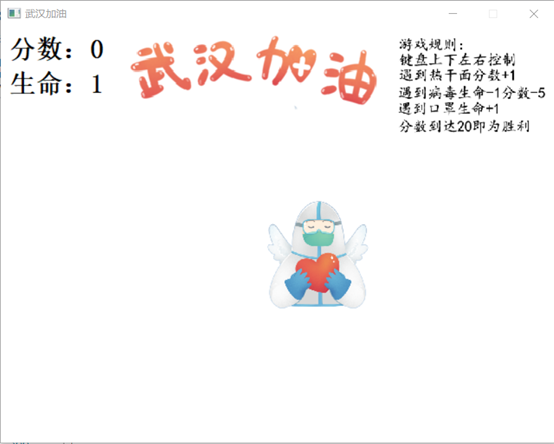 武汉加油
分数：0
生命：1
武汉加油
游戏规则：
键盘上下左右控制
遇到热干面分数+1
遇到病毒生命-1分数-5
遇到口罩生命+1
分数到达20即为胜利